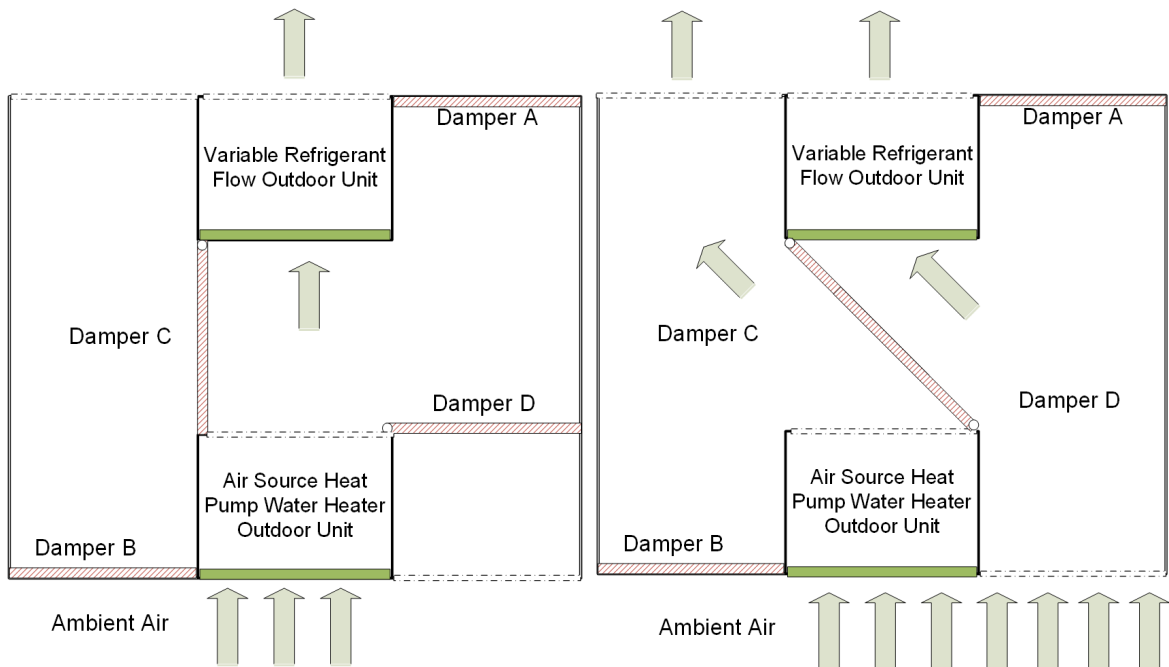 Damper A
Variable Refrigerant
Flow Outdoor Unit
Damper C
Damper D
Air Source Heat
Pump Water Heater
Outdoor Unit
Damper B
Ambient Air
Damper A
Variable Refrigerant
Flow Outdoor Unit
Damper C
Damper D
Air Source Heat
Pump Water Heater
Outdoor Unit
Damper B
Ambient Air